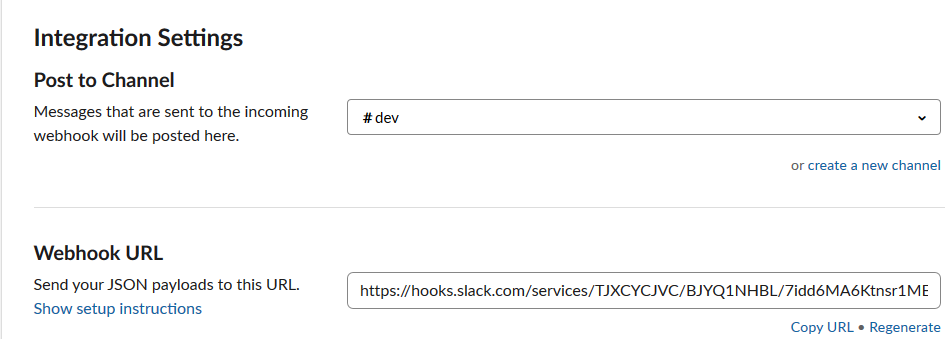 Integration Settings
Post to Channel
Messages that are sent to the incoming
webhook will be posted here.
# dev
or create a new channel
Webhook URL
Send your JSON payloads to this URL.
Show setup instructions
https://hooks.slack.com/services/TJXCYCJVC/BJYQ1NHBL/7idd6MA6Ktnsr1ME
Copy URL • Regenerate